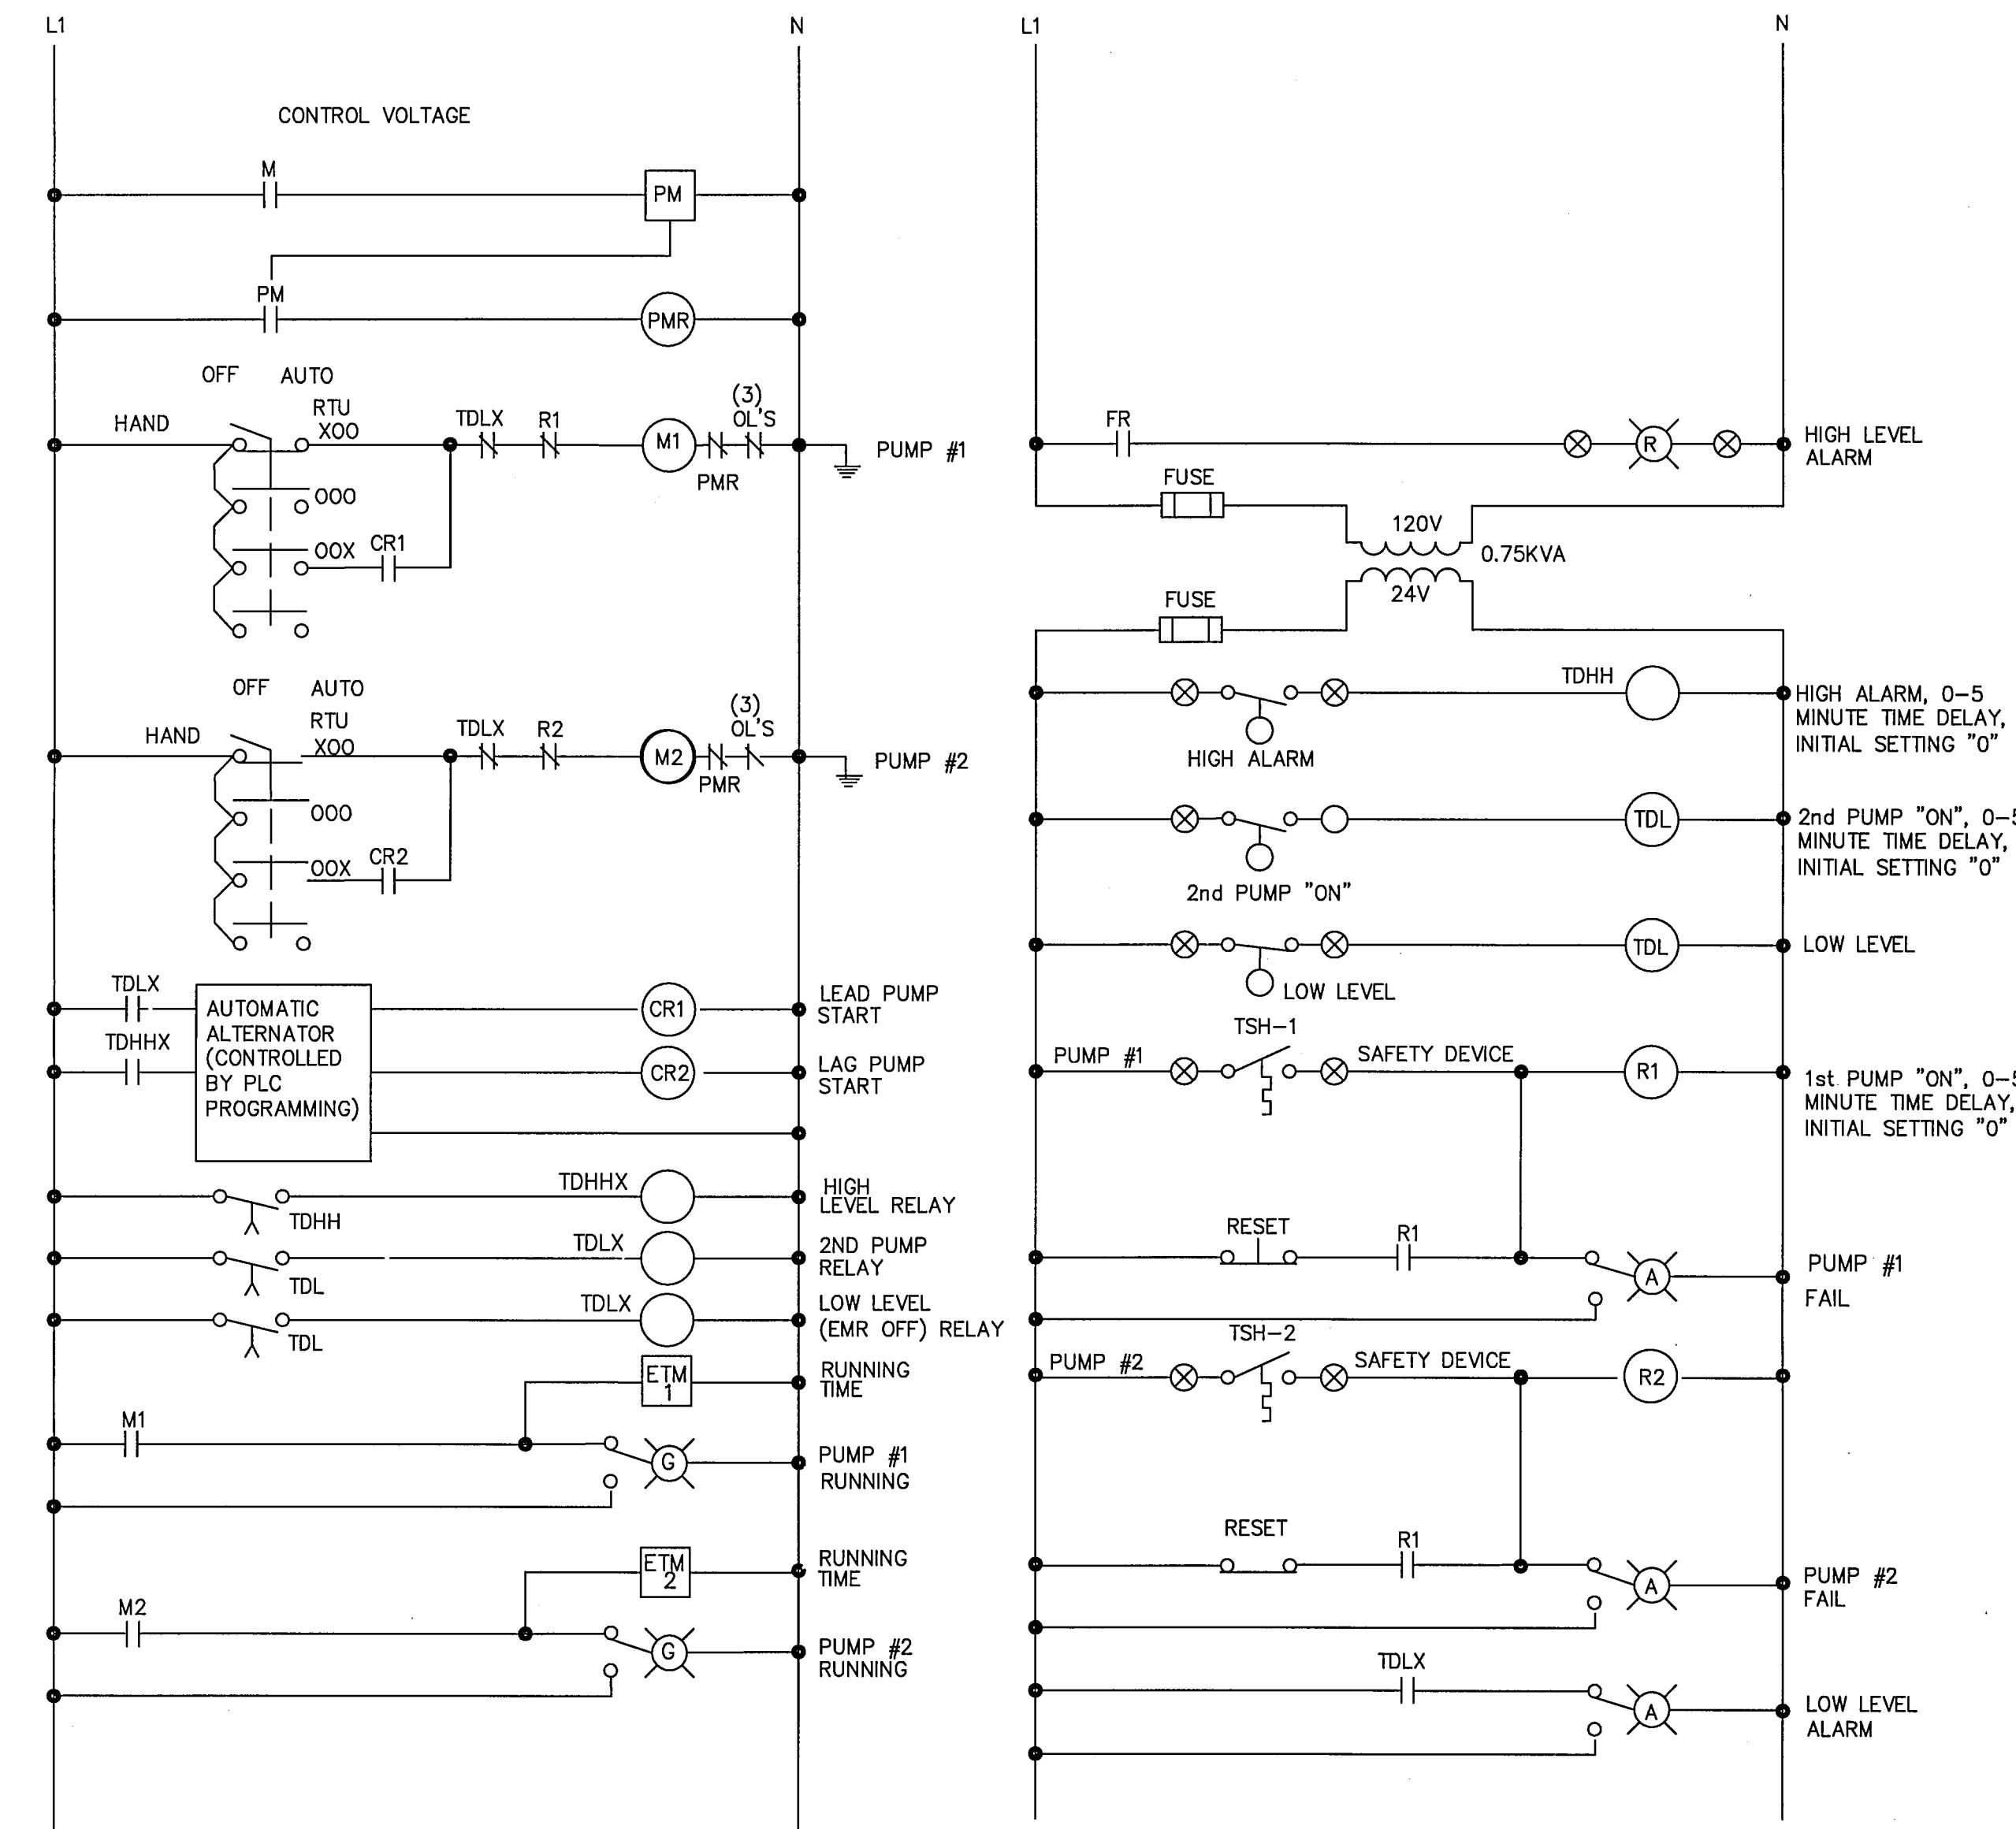 L1
N
CONTROL VOLTAGE
M
PM
PM
PMR
OFF
AUTO
HAND
RTU
XOO
TDLX
R1
M1
(3)
OL'S
PMR
PUMP #1
OOO
OOX
CR1
OFF
AUTO
HAND
RTU
XOO
TDLX
R2
M2
(3)
OL'S
PMR
PUMP #2
OOO
OOX
CR2
TDLX
TDHHX
AUTOMATIC
ALTERNATOR
(CONTROLLED
BY PLC
PROGRAMMING)
CR1
LEAD PUMP
START
CR2
LAG PUMP
START
TDHH
TDHHX
HIGH
LEVEL RELAY
TDL
TDLX
2ND PUMP
RELAY
TDL
TDLX
LOW LEVEL
(EMR OFF) RELAY
ETM
1
RUNNING
TIME
M1
G
PUMP #1
RUNNING
ETM
2
RUNNING
TIME
M2
G
PUMP #2
RUNNING
L1
N
FR
R
HIGH LEVEL
ALARM
FUSE
120V
0.75KVA
24V
FUSE
TDHH
HIGH ALARM
HIGH ALARM, 0-5
MINUTE TIME DELAY,
INITIAL SETTING "0"
TDL
2nd PUMP "ON"
2nd PUMP "ON", 0-5
MINUTE TIME DELAY,
INITIAL SETTING "0"
TDL
LOW LEVEL
LOW LEVEL
TSH-1
PUMP #1
SAFETY DEVICE
R1
1st PUMP "ON", 0-5
MINUTE TIME DELAY,
INITIAL SETTING "0"
RESET
R1
A
PUMP #1
FAIL
TSH-2
PUMP #2
SAFETY DEVICE
R2
RESET
R1
A
PUMP #2
FAIL
TDLX
A
LOW LEVEL
ALARM